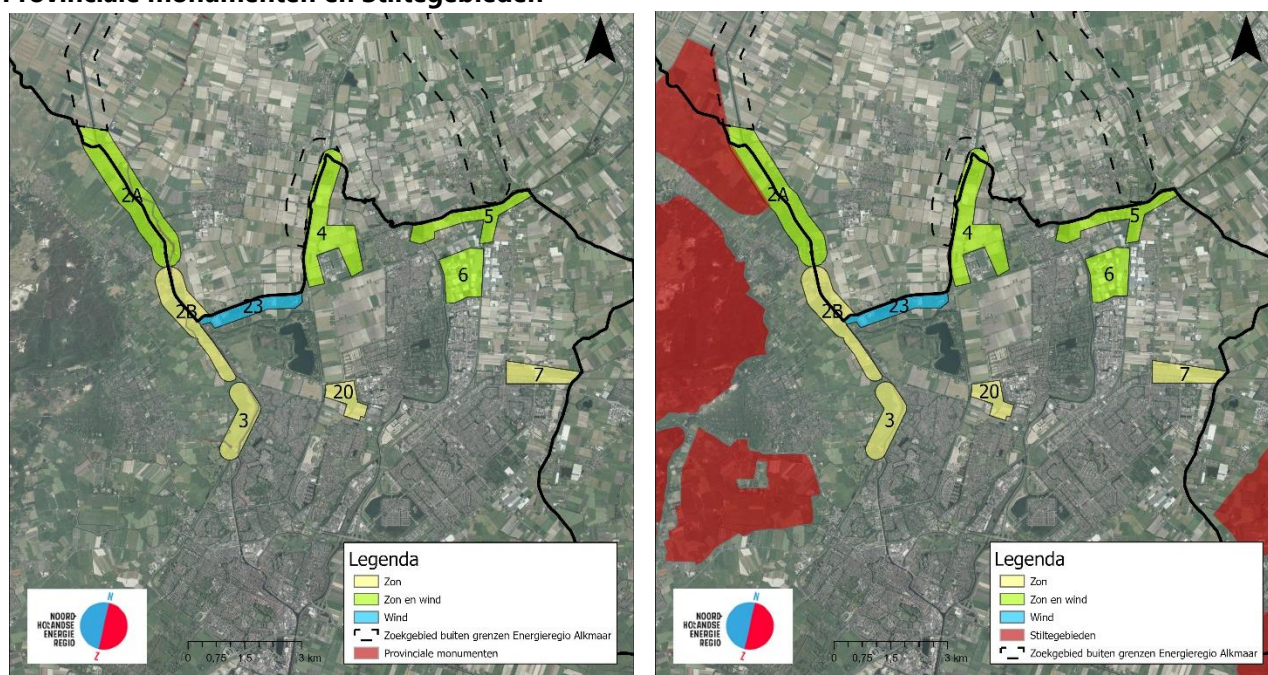 Provinciale monumenten en Stiltegebieden
2A
4
5
6
2B
23
7
20
3
Legenda
Zon
Zon en wind
Wind
Zoekgebied buiten grenzen Energieregio Alkmaar
Provinciale monumenten
N
NOORD
HOLLANDSE
ENERGIE
REGIO
Z
0 0,75 1,5 3 km
2A
4
5
6
2B
23
7
20
3
Legenda
Zon
Zon en wind
Wind
Stiltegebieden
Zoekgebied buiten grenzen Energieregio Alkmaar
N
NOORD
HOLLANDSE
ENERGIE
REGIO
Z
0 0,75 1,5 3 km